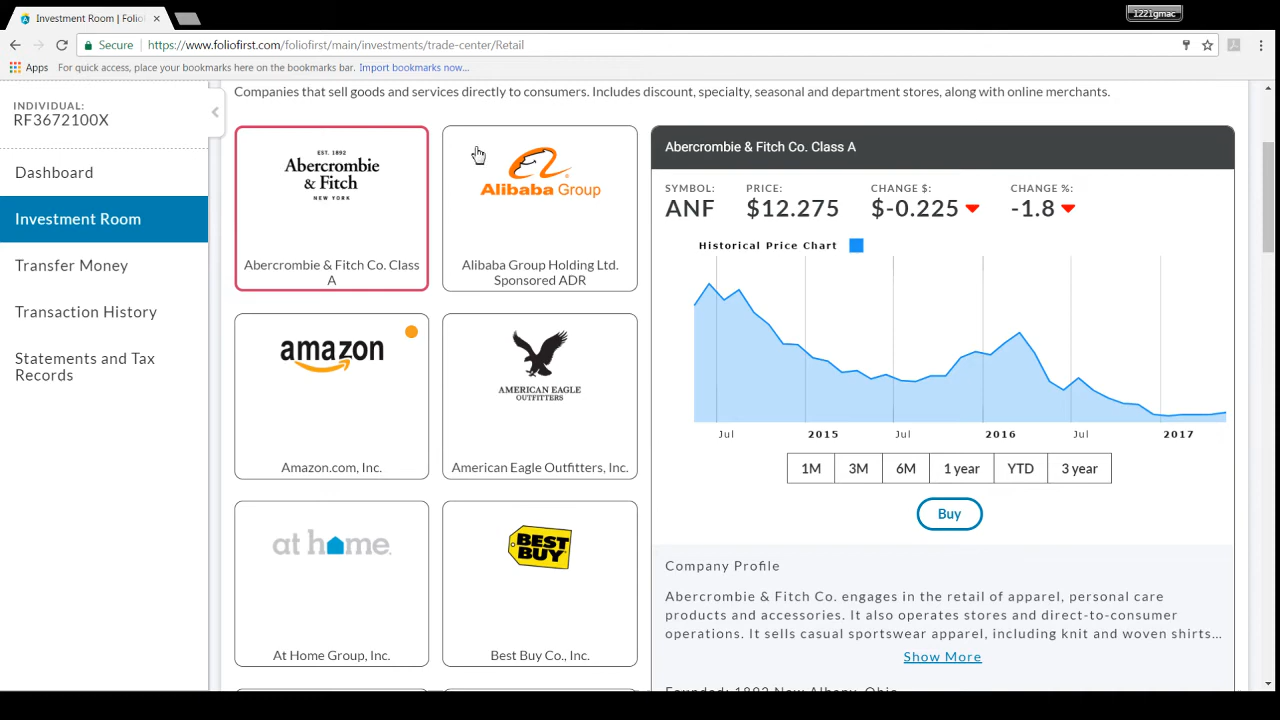 Investment Room | Folio
1221gmac
Secure
https://www.foliofirst.com/foliofirst/main/investments/trade-center/Retail
Apps
For quick access, place your bookmarks here on the bookmarks bar. Import bookmarks now...
INDIVIDUAL:
RF3672100X
Dashboard
Investment Room
Transfer Money
Transaction History
Statements and Tax
Records
Companies that sell goods and services directly to consumers. Includes discount, specialty, seasonal and department stores, along with online merchants.
EST. 1892
Abercrombie
& Fitch
NEW YORK
Abercrombie & Fitch Co. Class
A
Alibaba Group
Alibaba Group Holding Ltd.
Sponsored ADR
amazon
Amazon.com, Inc.
AMERICAN EAGLE
OUTFITTERS
American Eagle Outfitters, Inc.
at home.
At Home Group, Inc.
BEST
BUY
Best Buy Co., Inc.
Abercrombie & Fitch Co. Class A
SYMBOL: PRICE: CHANGE $: CHANGE %:
ANF $12.275 $-0.225 -1.8
Historical Price Chart
Jul 2015 Jul 2016 Jul 2017
1M 3M 6M 1 year YTD 3 year
Buy
Company Profile
Abercrombie & Fitch Co. engages in the retail of apparel, personal care
products and accessories. It also operates stores and direct-to-consumer
operations. It sells casual sportswear apparel, including knit and woven shirts...
Show More
Founded: 1892 New Albany, Ohio